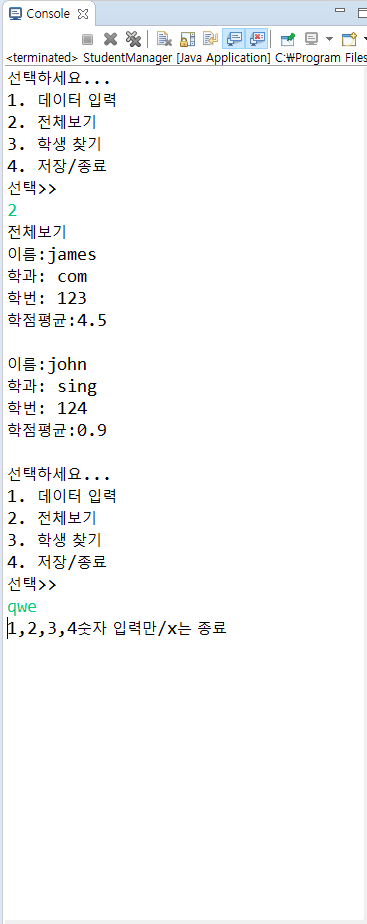 Console
<terminated> StudentManager [Java Application] C:₩Program Files
선택하세요...
1. 데이터 입력
2. 전체보기
3. 학생 찾기
4. 저장/종료
선택>>
2
전체보기
이름:james
학과: com
학번: 123
학점평균:4.5
이름:john
학과: sing
학번: 124
학점평균:0.9
선택하세요...
1. 데이터 입력
2. 전체보기
3. 학생 찾기
4. 저장/종료
선택>>
qwe
1,2,3,4숫자 입력만/x는 종료